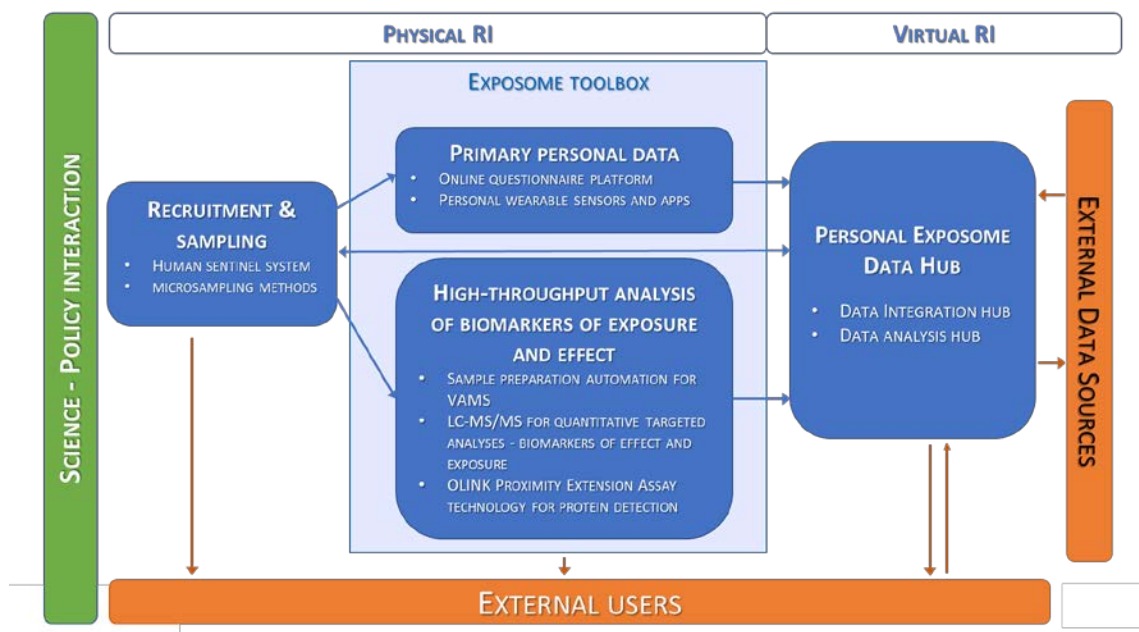 PHYSICAL RI
VIRTUAL RI
SCIENCE - POLICY INTERACTION
EXPOSOME TOOLBOX
RECRUITMENT &
SAMPLING
• HUMAN SENTINEL SYSTEM
• MICROSAMPLING METHODS
PRIMARY PERSONAL DATA
• ONLINE QUESTIONNAIRE PLATFORM
• PERSONAL WEARABLE SENSORS AND APPS
HIGH-THROUGHPUT ANALYSIS
OF BIOMARKERS OF EXPOSURE
AND EFFECT
• SAMPLE PREPARATION AUTOMATION FOR
VAMS
• LC-MS/MS FOR QUANTITATIVE TARGETED
ANALYSES - BIOMARKERS OF EFFECT AND
EXPOSURE
• OLINK PROXIMITY EXTENSION ASSAY
TECHNOLOGY FOR PROTEIN DETECTION
PERSONAL EXPOSOME
DATA HUB
• DATA INTEGRATION HUB
• DATA ANALYSIS HUB
EXTERNAL DATA SOURCES
EXTERNAL USERS